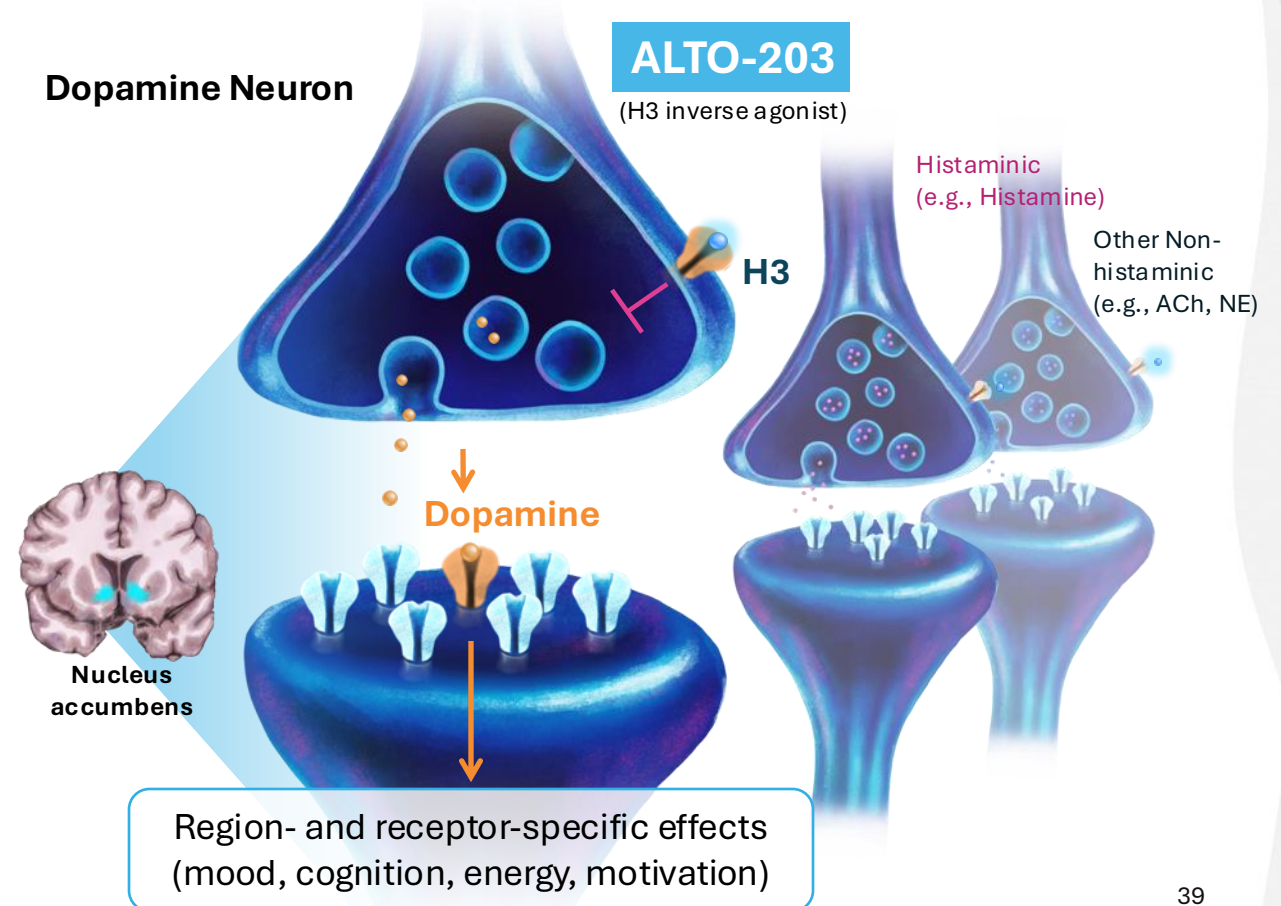 Dopamine Neuron
ALTO-203
(H3 inverse agonist)
Histaminic
(e.g., Histamine)
Other Non-
histaminic
(e.g., ACh, NE)
H3
Dopamine
Nucleus
accumbens
Region- and receptor-specific effects
(mood, cognition, energy, motivation)
39